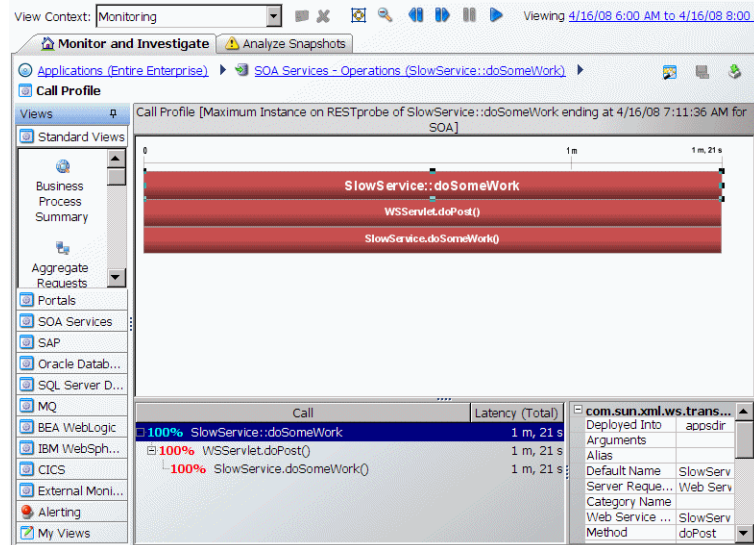 View Context: Monitoring Viewing 4/16/08 6:00 AM to 4/16/08 8:00
Monitor and Investigate Analyze Snapshots
Applications (Entire Enterprise) SOA Services - Operations (SlowService::doSomeWork)
Call Profile
Views
Standard Views
Business
Process
Summary
Aggregate
Requests
Portals
SOA Services
SAP
Oracle Datab...
SQL Server D...
MQ
BEA WebLogic
IBM WebSph...
CICS
External Moni...
Alerting
My Views
Call Profile [Maximum Instance on RESTprobe of SlowService::doSomeWork ending at 4/16/08 7:11:36 AM for
SOA]
0 1 m 1 m, 21 s
SlowService::doSomeWork
WSServlet.doPost()
SlowService.doSomeWork()
Call Latency (Total)
100% SlowService::doSomeWork 1 m, 21 s
100% WSServlet.doPost() 1 m, 21 s
100% SlowService.doSomeWork() 1 m, 21 s
com.sun.xml.ws.trans...
Deployed Into appsdir
Arguments
Alias
Default Name SlowServ
Server Reque... Web Serv
Category Name
Web Service ... SlowServ
Method doPost